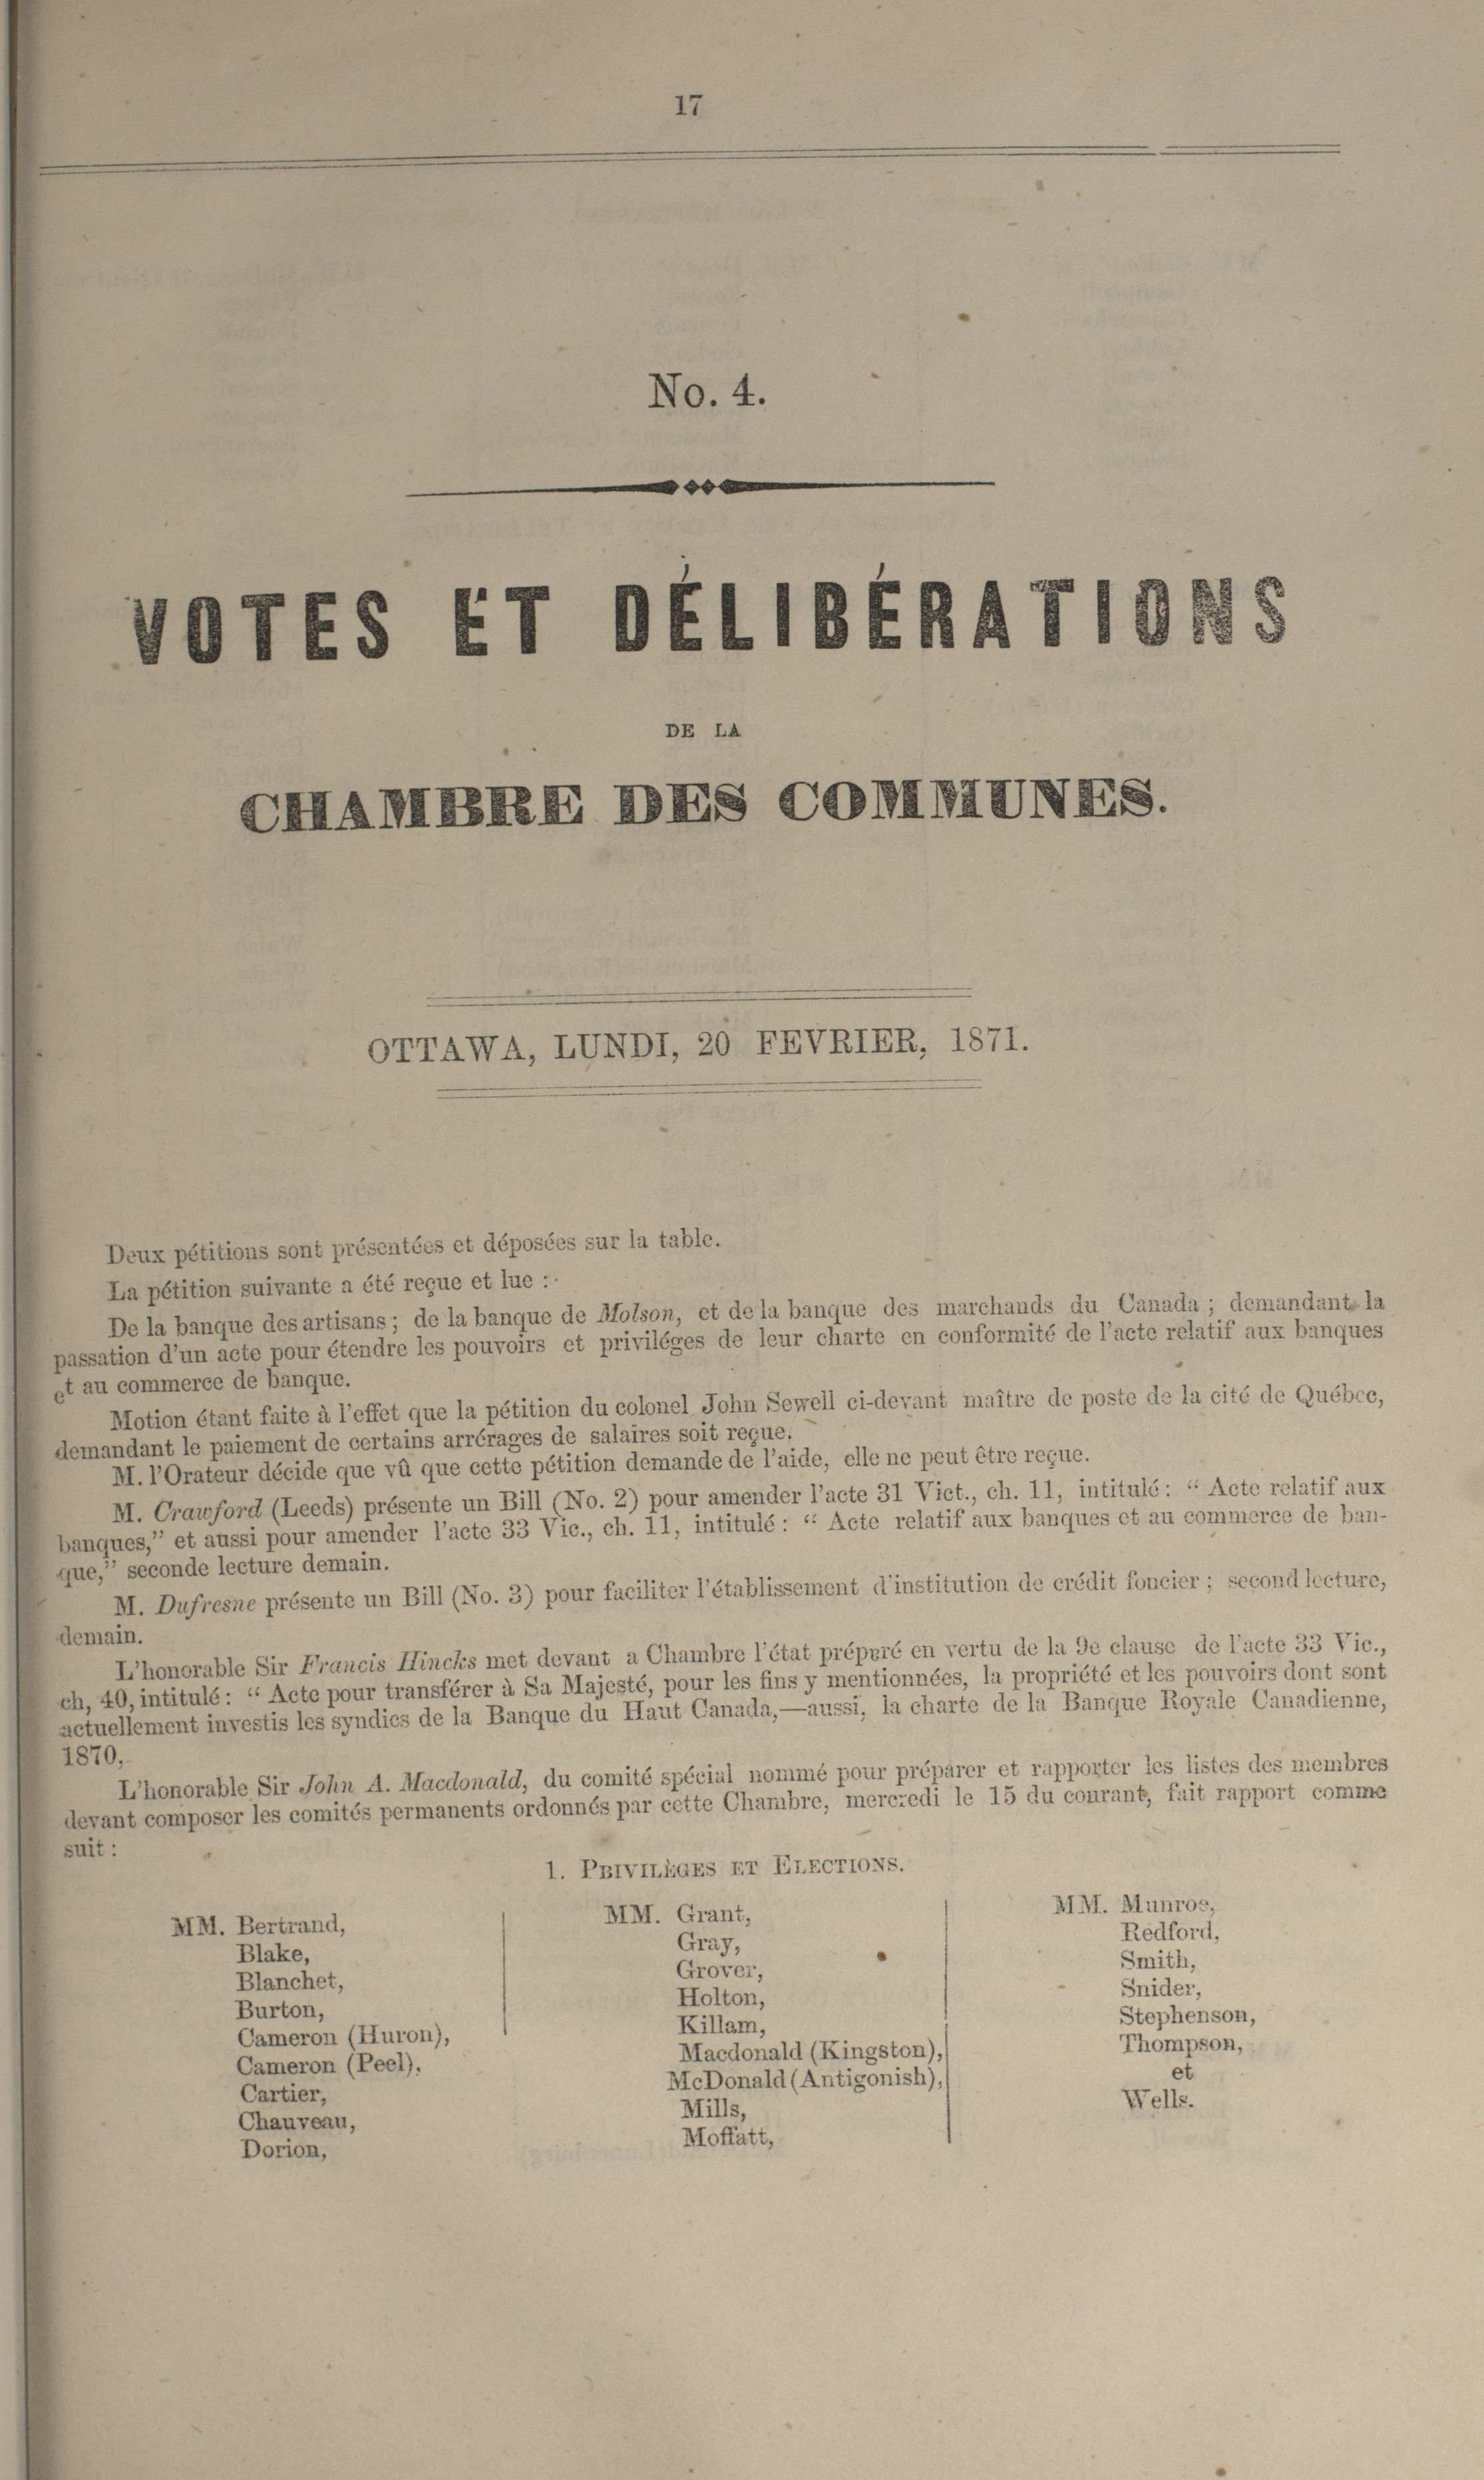 17
No. 4.
VOTES ET DÉLIBÉRATIONS
DE LA
CHAMBRE DES COMMUNES.
OTTAWA, LUNDI, 20 FEVRIER, 1871.
Deux pétitions sont présentées et déposées sur la table.
La pétition suivante a été reçue et lue :
De la banque des artisans ; de la banque de Molson, et de la banque des marchands du Canada ; demandant la
passation d'un acte pour étendre les pouvoirs et priviléges de leur charte en conformité de l'acte relatif aux banques
et au commerce de banque.
Motion étant faite à l'effet que la pétition du colonel John Sewell ci-devant maître de poste de la cité de Québec,
demandant le paiement de certains arrérages de salaires soit reçue.
M. l'Orateur décide que vû que cette pétition demande de l'aide, elle ne peut être reçue.
M. Crawford (Leeds) présente un Bill (No. 2) pour amender l'acte 31 Vict., ch. 11, intitulé : “ Acte relatif aux
banques,” et aussi pour amender l'acte 33 Vic., ch. 11, intitulé : “ Acte relatif aux banques et au commerce de ban-
que,” seconde lecture demain.
M. Dufresne présente un Bill (No. 3) pour faciliter l'établissement d'institution de crédit foncier ; second lecture,
demain.
L'honorable Sir Francis Hincks met devant a Chambre l'état préparé en vertu de la 9e clause de l'acte 33 Vic.,
ch, 40, intitulé : “ Acte pour transférer à Sa Majesté, pour les fins y mentionnées, la propriété et les pouvoirs dont sont
actuellement investis les syndics de la Banque du Haut Canada,—aussi, la charte de la Banque Royale Canadienne,
1870,
L'honorable Sir John A. Macdonald, du comité spécial nommé pour préparer et rapporter les listes des membres
devant composer les comités permanents ordonnés par cette Chambre, mercredi le 15 du courant, fait rapport comme
suit :
1. PRIVILÈGES ET ELECTIONS.
MM. Bertrand,
Blake,
Blanchet,
Burton,
Cameron (Huron),
Cameron (Peel),
Cartier,
Chauveau,
Dorion,
MM. Grant,
Gray,
Grover,
Holton,
Killam,
Macdonald (Kingston),
McDonald (Antigonish),
Mills,
Moffatt,
MM. Munroe,
Redford,
Smith,
Snider,
Stephenson,
Thompson,
et
Wells.